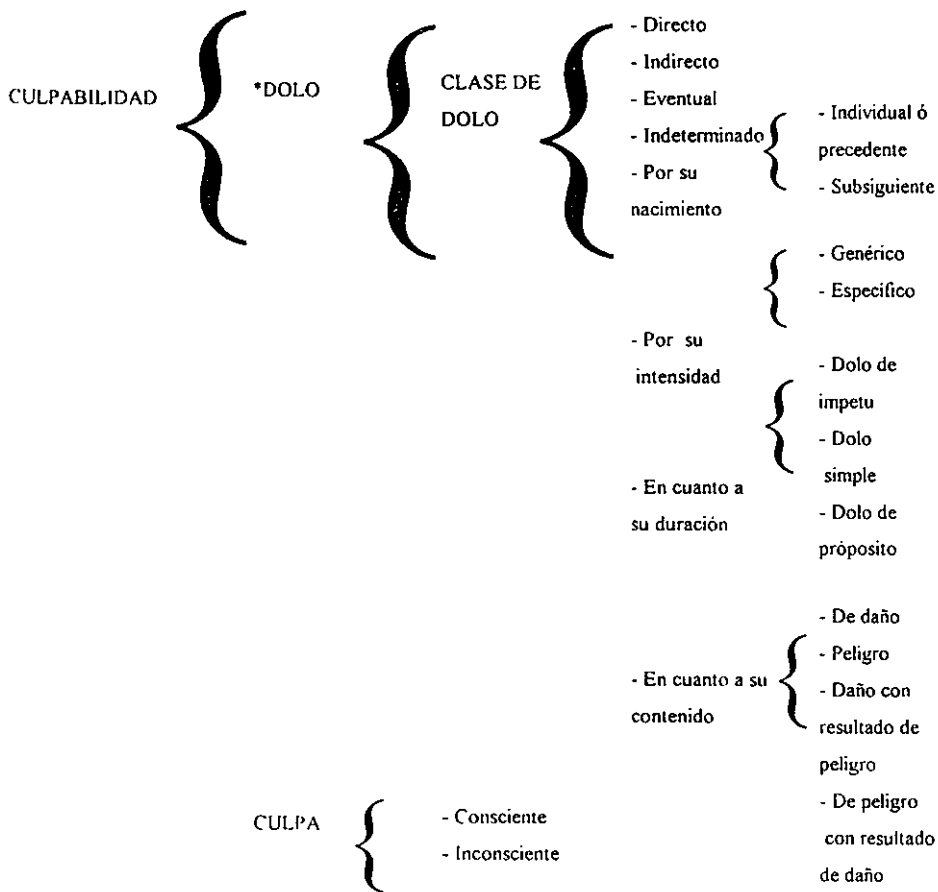 CULPABILIDAD
*DOLO
CLASE DE
DOLO
- Directo
- Indirecto
- Eventual
- Indeterminado
- Por su
nacimiento
- Individual ó
precedente
- Subsiguiente
- Por su
intensidad
- Genérico
- Especifico
- En cuanto a
su duración
- Dolo de
impetu
- Dolo
simple
- Dolo de
próposito
- En cuanto a su
contenido
- De daño
- Peligro
- Daño con
resultado de
peligro
- De peligro
con resultado
de daño
CULPA
- Consciente
- Inconsciente